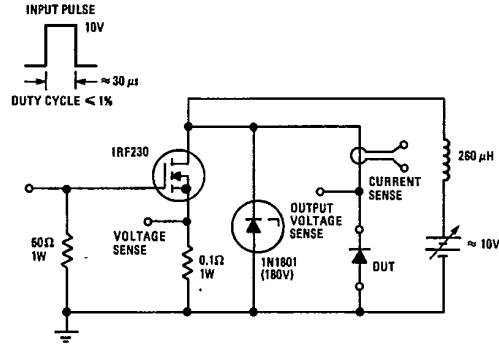 INPUT PULSE
10V
≈ 30 µs
DUTY CYCLE ≤ 1%
IRF230
260 µH
CURRENT
SENSE
OUTPUT
VOLTAGE
SENSE
VOLTAGE
SENSE
≈ 10V
50Ω
1W
0.1Ω
1W
1N1801
(180V)
DUT